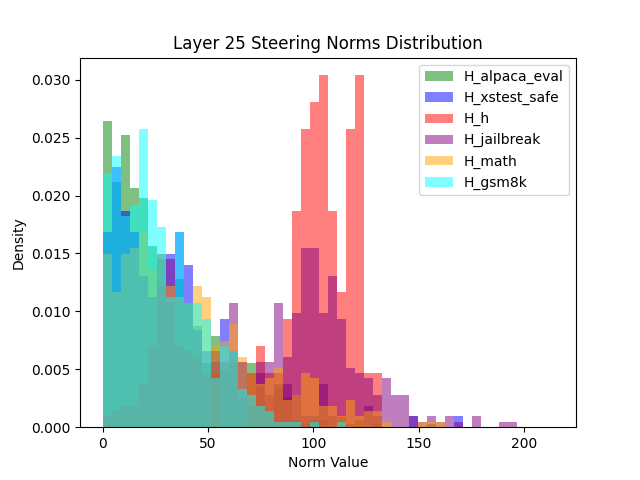 Layer 25 Steering Norms Distribution
H_alpaca_eval
H_xstest_safe
H_h
H_jailbreak
H_math
H_gsm8k
0.030
0.025
0.020
0.015
0.010
0.005
0.000
Density
0 50 100 150 200
Norm Value